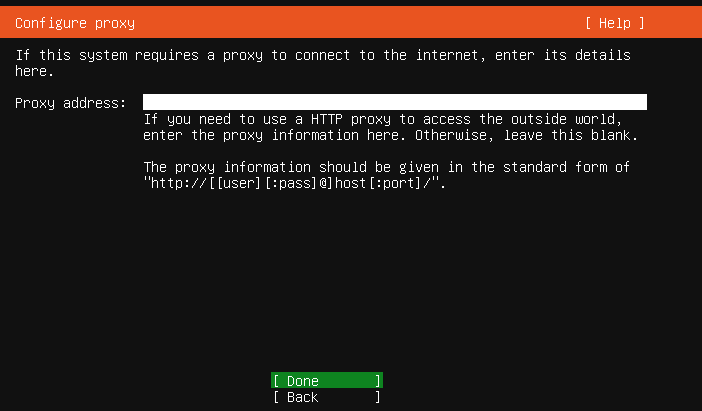 Configure proxy [ Help ]
If this system requires a proxy to connect to the internet, enter its details
here.
Proxy address:
If you need to use a HTTP proxy to access the outside world,
enter the proxy information here. Otherwise, leave this blank.
The proxy information should be given in the standard form of
"http://[[user][:pass]@]host[:port]/".
[ Done ]
[ Back ]